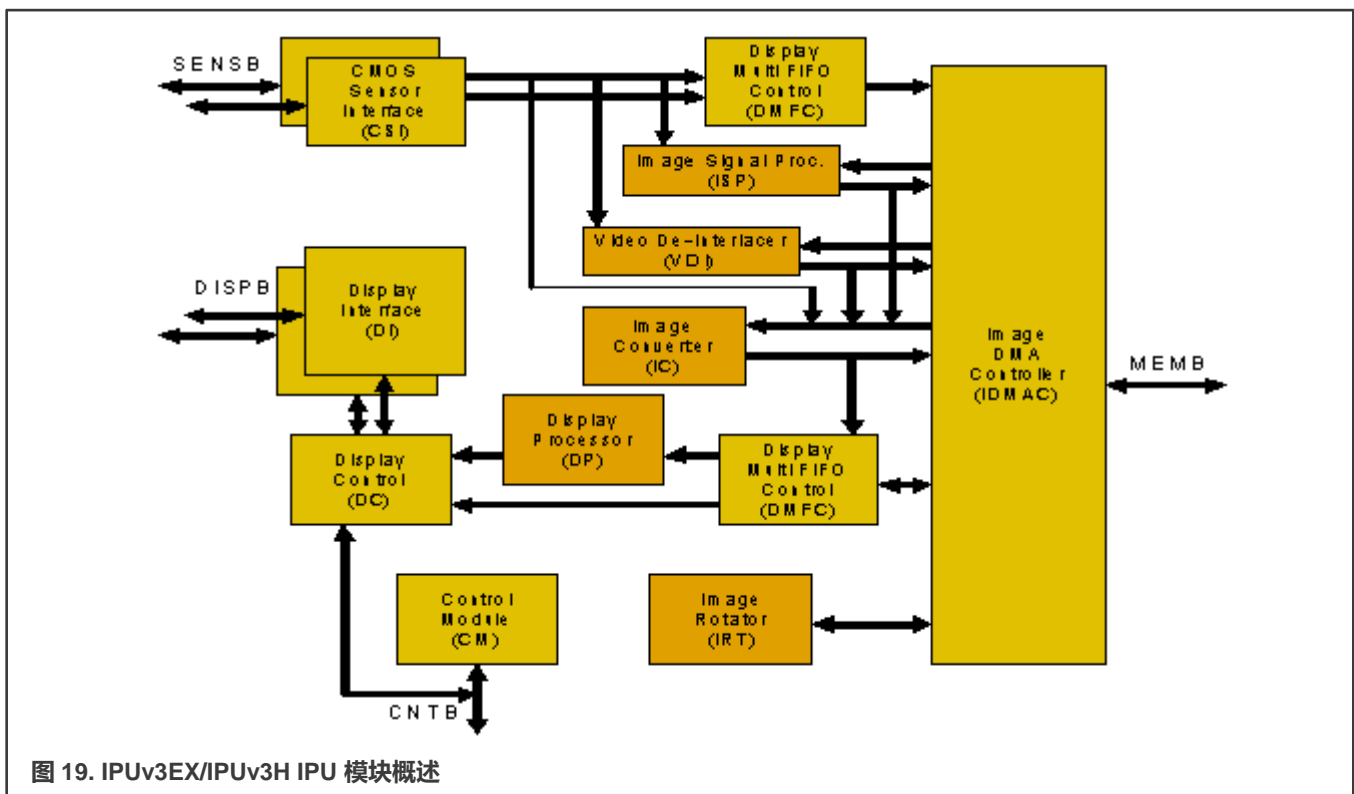 SENSB
CMOS
Sensor
Interface
(CSI)
Display
Multi FIFO
Control
(DMFC)
Image Signal Proc.
(ISP)
Video De-Interlacer
(VDI)
DISPB
Display
Interface
(DI)
Image
Converter
(IC)
Image
DMA
Controller
(IDMAC)
MEMB
Display
Processor
(DP)
Display
Control
(DC)
Display
Multi FIFO
Control
(DMFC)
Control
Module
(CM)
Image
Rotator
(IRT)
CNTB
图 19. IPUv3EX/IPUv3H IPU 模块概述